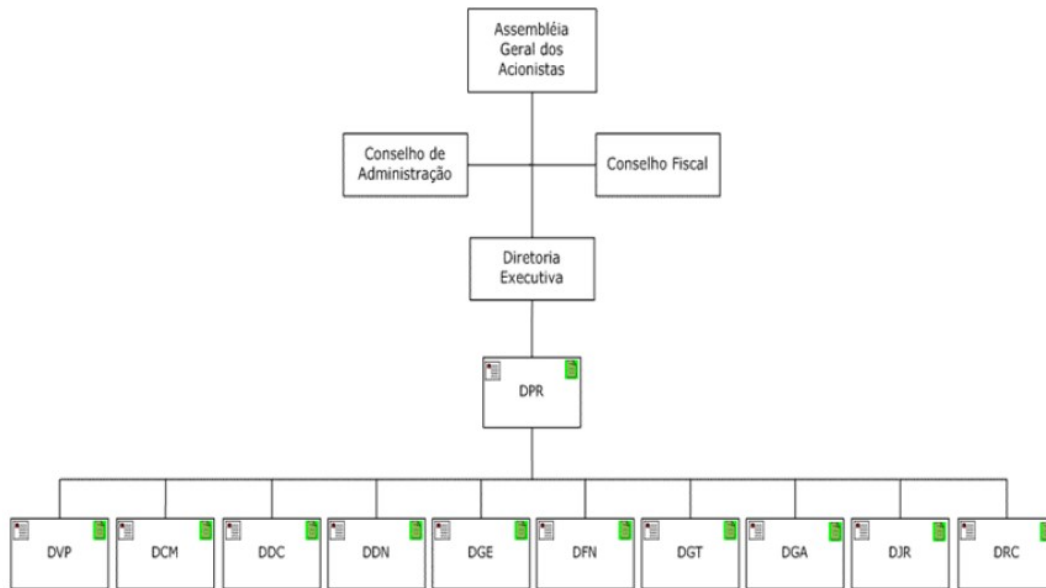 Assembléia
Geral dos
Acionistas
Conselho de
Administração
Conselho Fiscal
Diretoria
Executiva
DPR
DVP
DCM
DDC
DDN
DGE
DFN
DGT
DGA
DJR
DRC